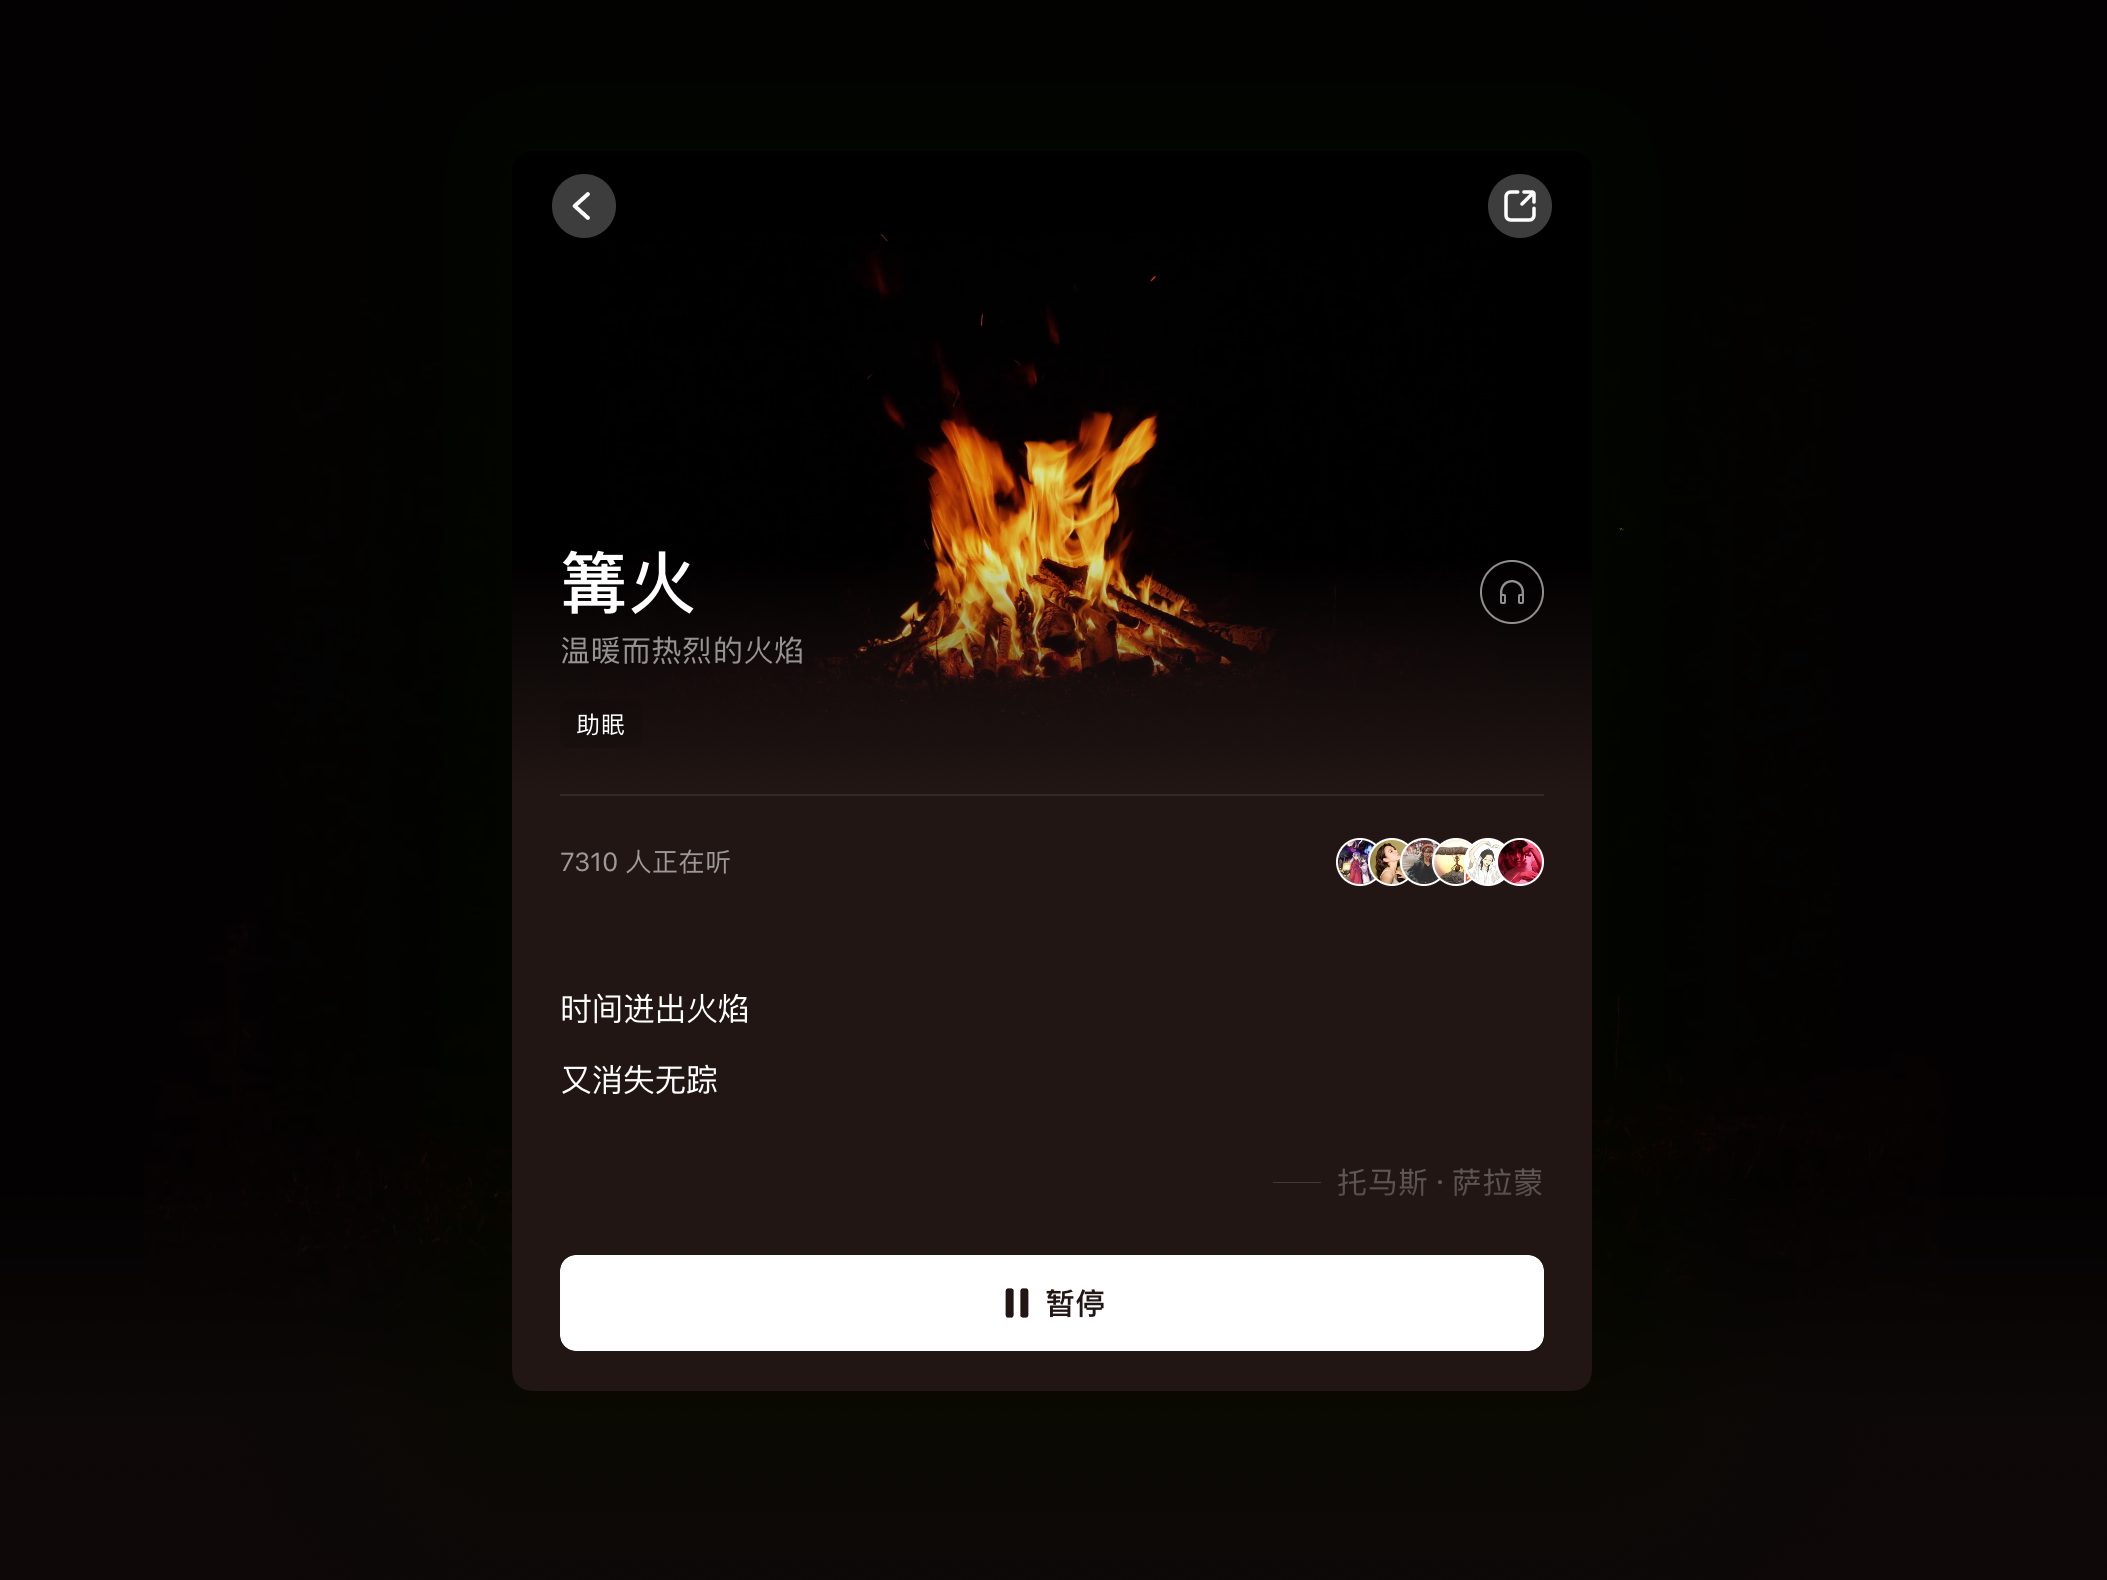 篝火
温暖而热烈的火焰
助眠
7310 人正在听
时间迸出火焰
又消失无踪
—— 托马斯 · 萨拉蒙
暂停